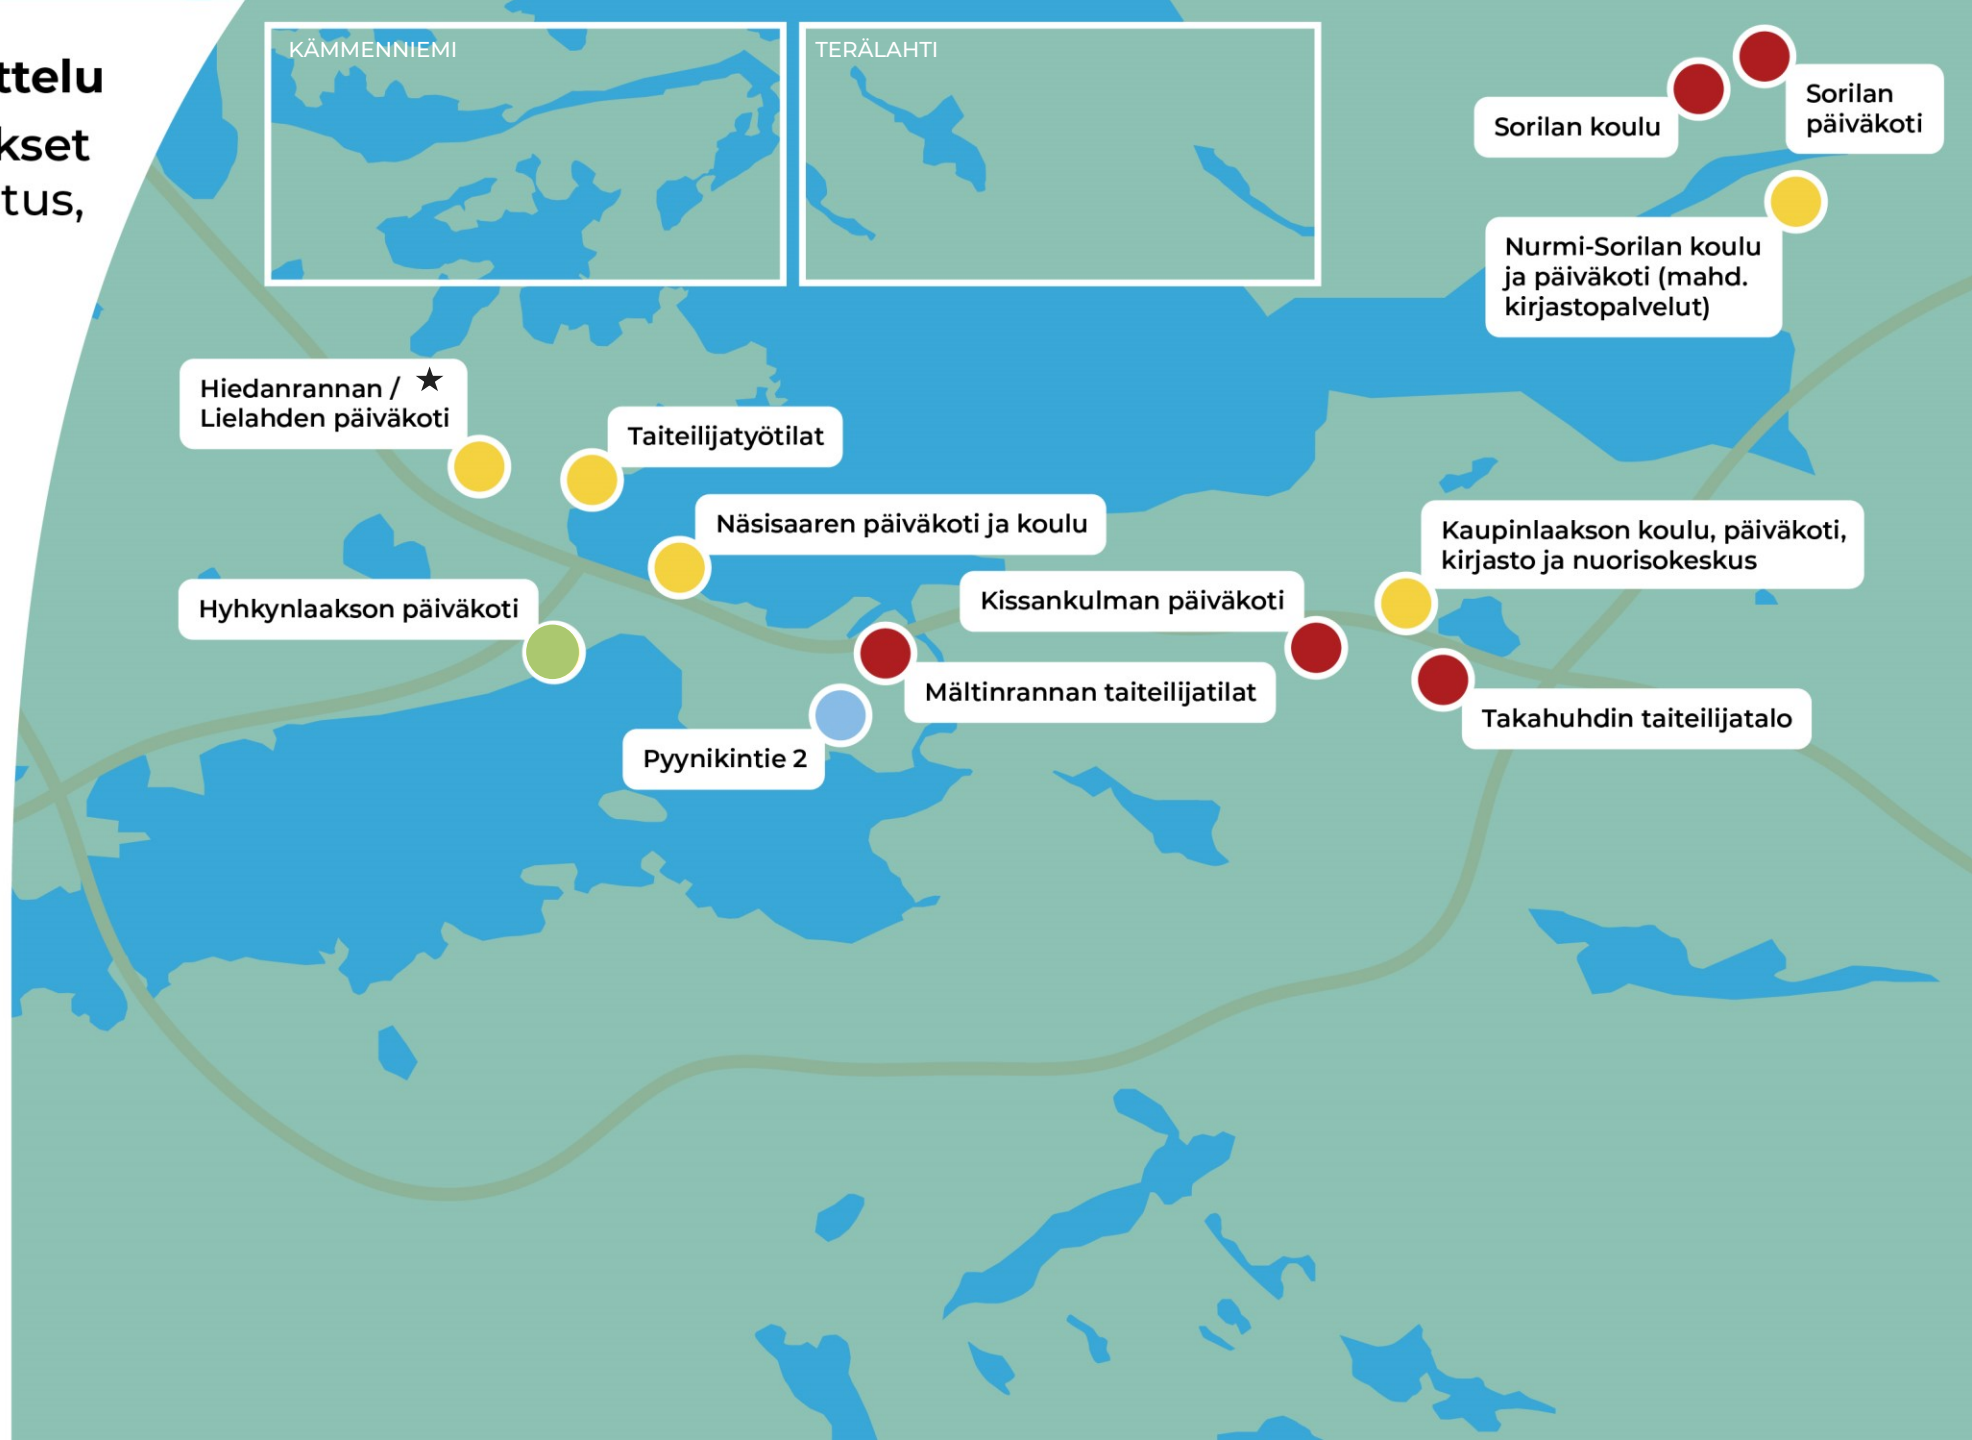 ttelu
kset
tus,
KÄMMENNIEMI
TERÄLAHTI
Sorilan koulu
Sorilan
päiväkoti
Nurmi-Sorilan koulu
ja päiväkoti (mahd.
kirjastopalvelut)
Hiedanrannan / ★
Lielahden päiväkoti
Taiteilijatyötilat
Näsisaaren päiväkoti ja koulu
Kaupinlaakson koulu, päiväkoti,
kirjasto ja nuorisokeskus
Hyhkynlaakson päiväkoti
Kissankulman päiväkoti
Mältinrannan taiteilijatilat
Takahuhdin taiteilijatalo
Pyynikintie 2